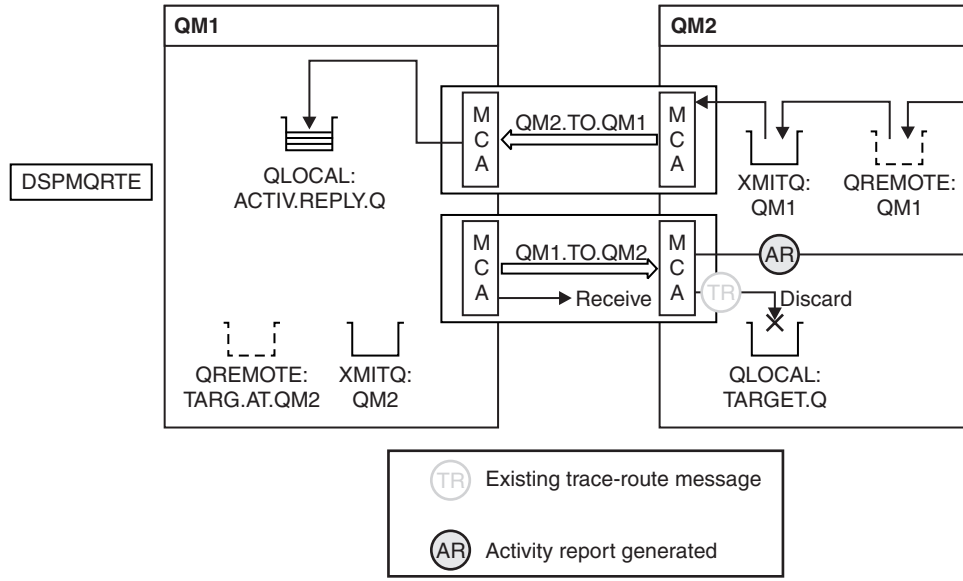 QM1
QM2
M
C
A
QM2.TO.QM1
M
C
A
DSPMQRTE
QLOCAL:
ACTIV.REPLY.Q
XMITQ:
QM1
QREMOTE:
QM1
M
C
A
QM1.TO.QM2
Receive
M
C
A
AR
TR
Discard
QREMOTE:
TARG.AT.QM2
XMITQ:
QM2
QLOCAL:
TARGET.Q
TR Existing trace-route message
AR Activity report generated